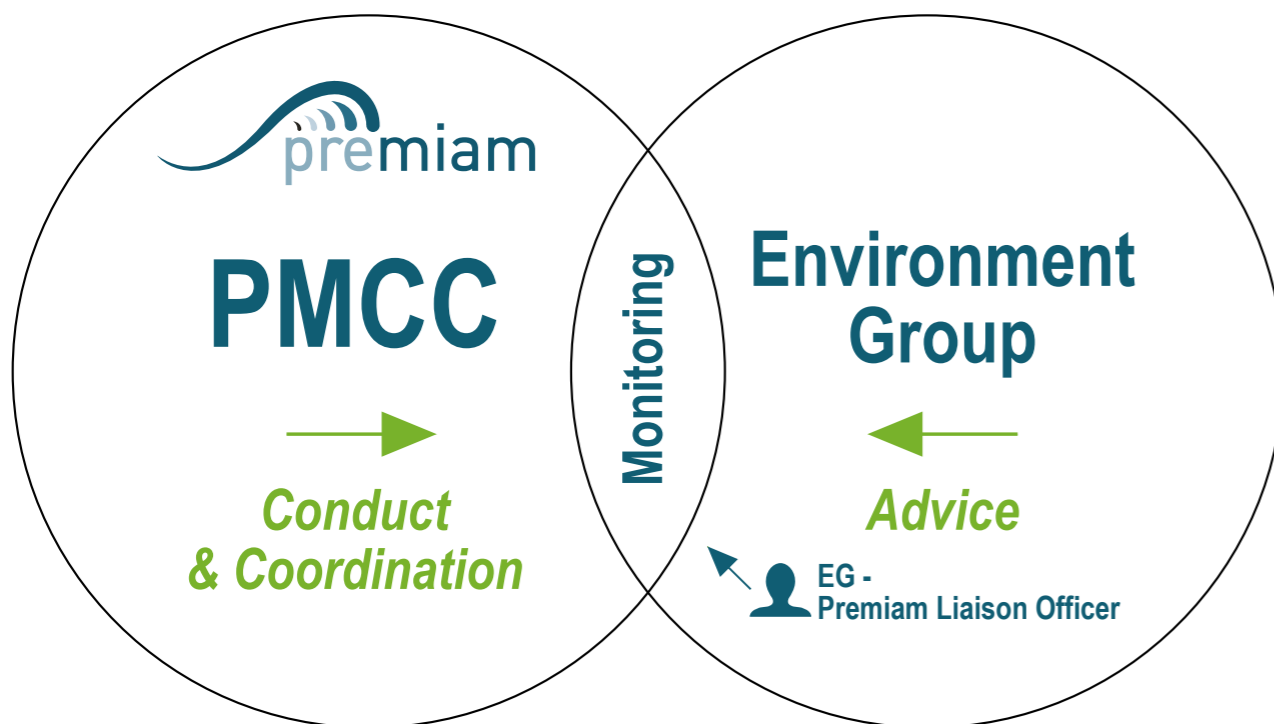 premiam
PMCC
Conduct
& Coordination
Monitoring
Environment
Group
Advice
EG -
Premiam Liaison Officer